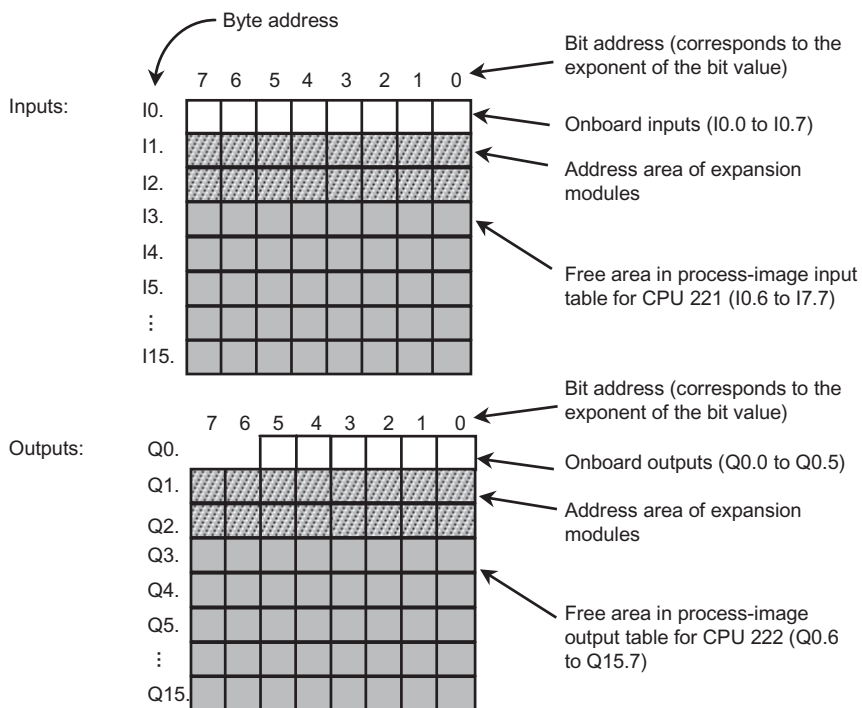 Byte address
Bit address (corresponds to the
exponent of the bit value)
7 6 5 4 3 2 1 0
Inputs:
I0.
Onboard inputs (I0.0 to I0.7)
I1.
Address area of expansion
modules
I2.
I3.
I4.
Free area in process-image input
table for CPU 221 (I0.6 to I7.7)
I5.
⋮
I15.
Bit address (corresponds to the
exponent of the bit value)
7 6 5 4 3 2 1 0
Outputs:
Q0.
Onboard outputs (Q0.0 to Q0.5)
Q1.
Address area of expansion
modules
Q2.
Q3.
Q4.
Free area in process-image
output table for CPU 222 (Q0.6
to Q15.7)
Q5.
⋮
Q15.